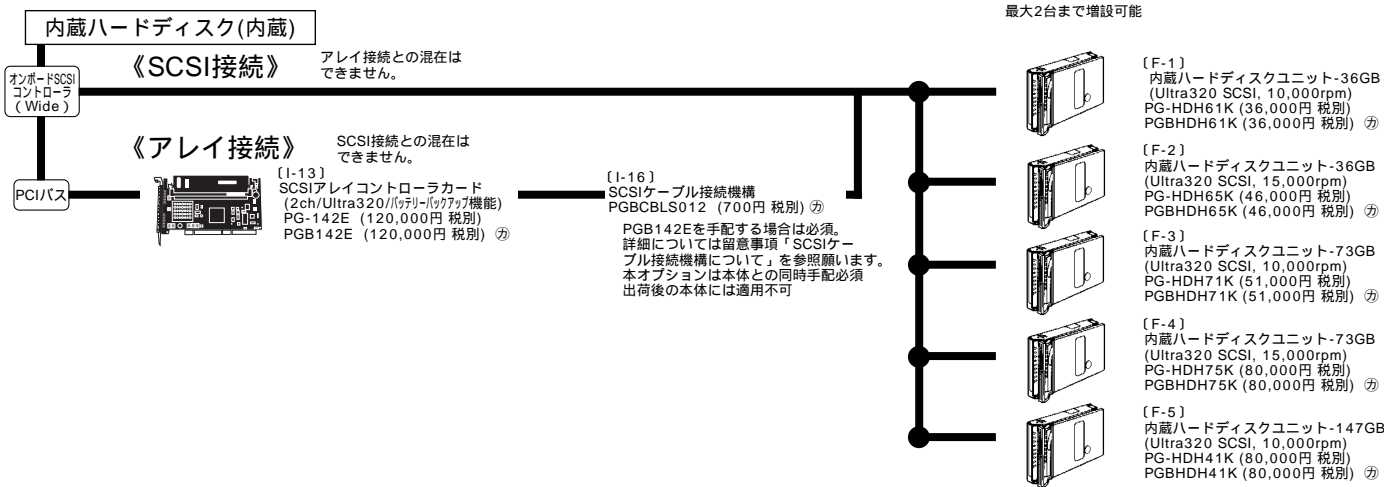 最大2台まで増設可能
内蔵ハードディスク(内蔵)
オンボードSCSI
コントローラ
(Wide)
《SCSI接続》
アレイ接続との混在は
できません。
《アレイ接続》
SCSI接続との混在は
できません。
PCIバス
〔I-13〕
SCSIアレイコントローラカード
(2ch/Ultra320/バッテリーバックアップ機能)
PG-142E (120,000円 税別)
PGB142E (120,000円 税別) ㋕
〔I-16〕
SCSIケーブル接続機構
PGBCBLS012 (700円 税別) ㋕
PGB142Eを手配する場合は必須。
詳細については留意事項「SCSIケー
ブル接続機構について」を参照願います。
本オプションは本体との同時手配必須
出荷後の本体には適用不可
〔F-1〕
内蔵ハードディスクユニット-36GB
(Ultra320 SCSI, 10,000rpm)
PG-HDH61K (36,000円 税別)
PGBHDH61K (36,000円 税別) ㋕
〔F-2〕
内蔵ハードディスクユニット-36GB
(Ultra320 SCSI, 15,000rpm)
PG-HDH65K (46,000円 税別)
PGBHDH65K (46,000円 税別) ㋕
〔F-3〕
内蔵ハードディスクユニット-73GB
(Ultra320 SCSI, 10,000rpm)
PG-HDH71K (51,000円 税別)
PGBHDH71K (51,000円 税別) ㋕
〔F-4〕
内蔵ハードディスクユニット-73GB
(Ultra320 SCSI, 15,000rpm)
PG-HDH75K (80,000円 税別)
PGBHDH75K (80,000円 税別) ㋕
〔F-5〕
内蔵ハードディスクユニット-147GB
(Ultra320 SCSI, 10,000rpm)
PG-HDH41K (80,000円 税別)
PGBHDH41K (80,000円 税別) ㋕